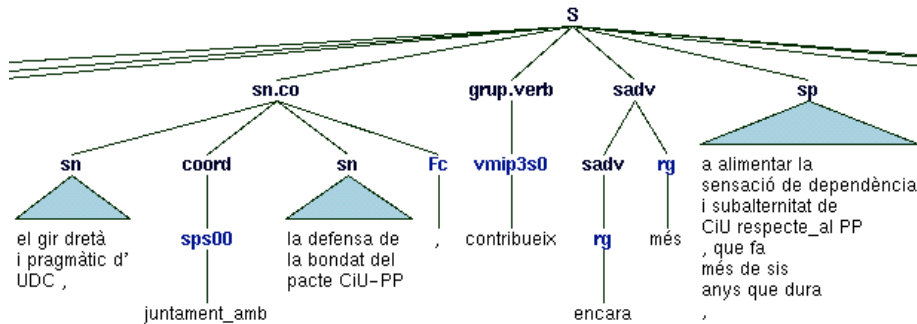 S
sn.co grup.verb sadv sp
sn coord sn Fc vmip3s0 sadv rg
a alimentar la
sensació de dependència
i subalternitat de
CiU respecte_al PP
, que fa
més de sis
anys que dura
,
el gir dretà
i pragmàtic d'
UDC ,
sps00
la defensa de
la bondat del
pacte CiU-PP
, contribueix rg més
juntament_amb encara